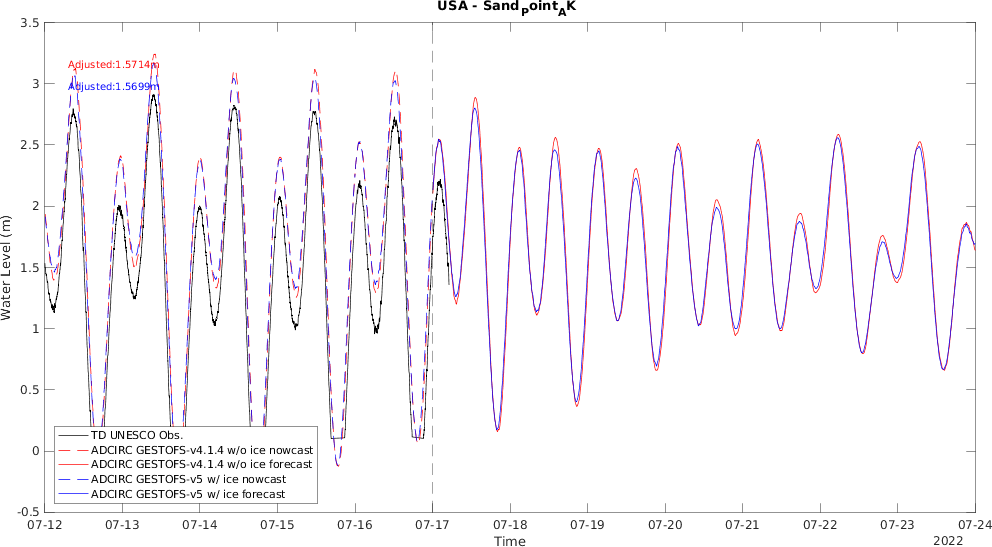 USA - SandPointAK
3.5
3
2.5
2
1.5
1
0.5
0
-0.5
Water Level (m)
Adjusted:1.5714m
Adjusted:1.5699m
TD UNESCO Obs.
ADCIRC GESTOFS-v4.1.4 w/o ice nowcast
ADCIRC GESTOFS-v4.1.4 w/o ice forecast
ADCIRC GESTOFS-v5 w/ ice nowcast
ADCIRC GESTOFS-v5 w/ ice forecast
07-12 07-13 07-14 07-15 07-16 07-17 07-18 07-19 07-20 07-21 07-22 07-23 07-24
Time
2022